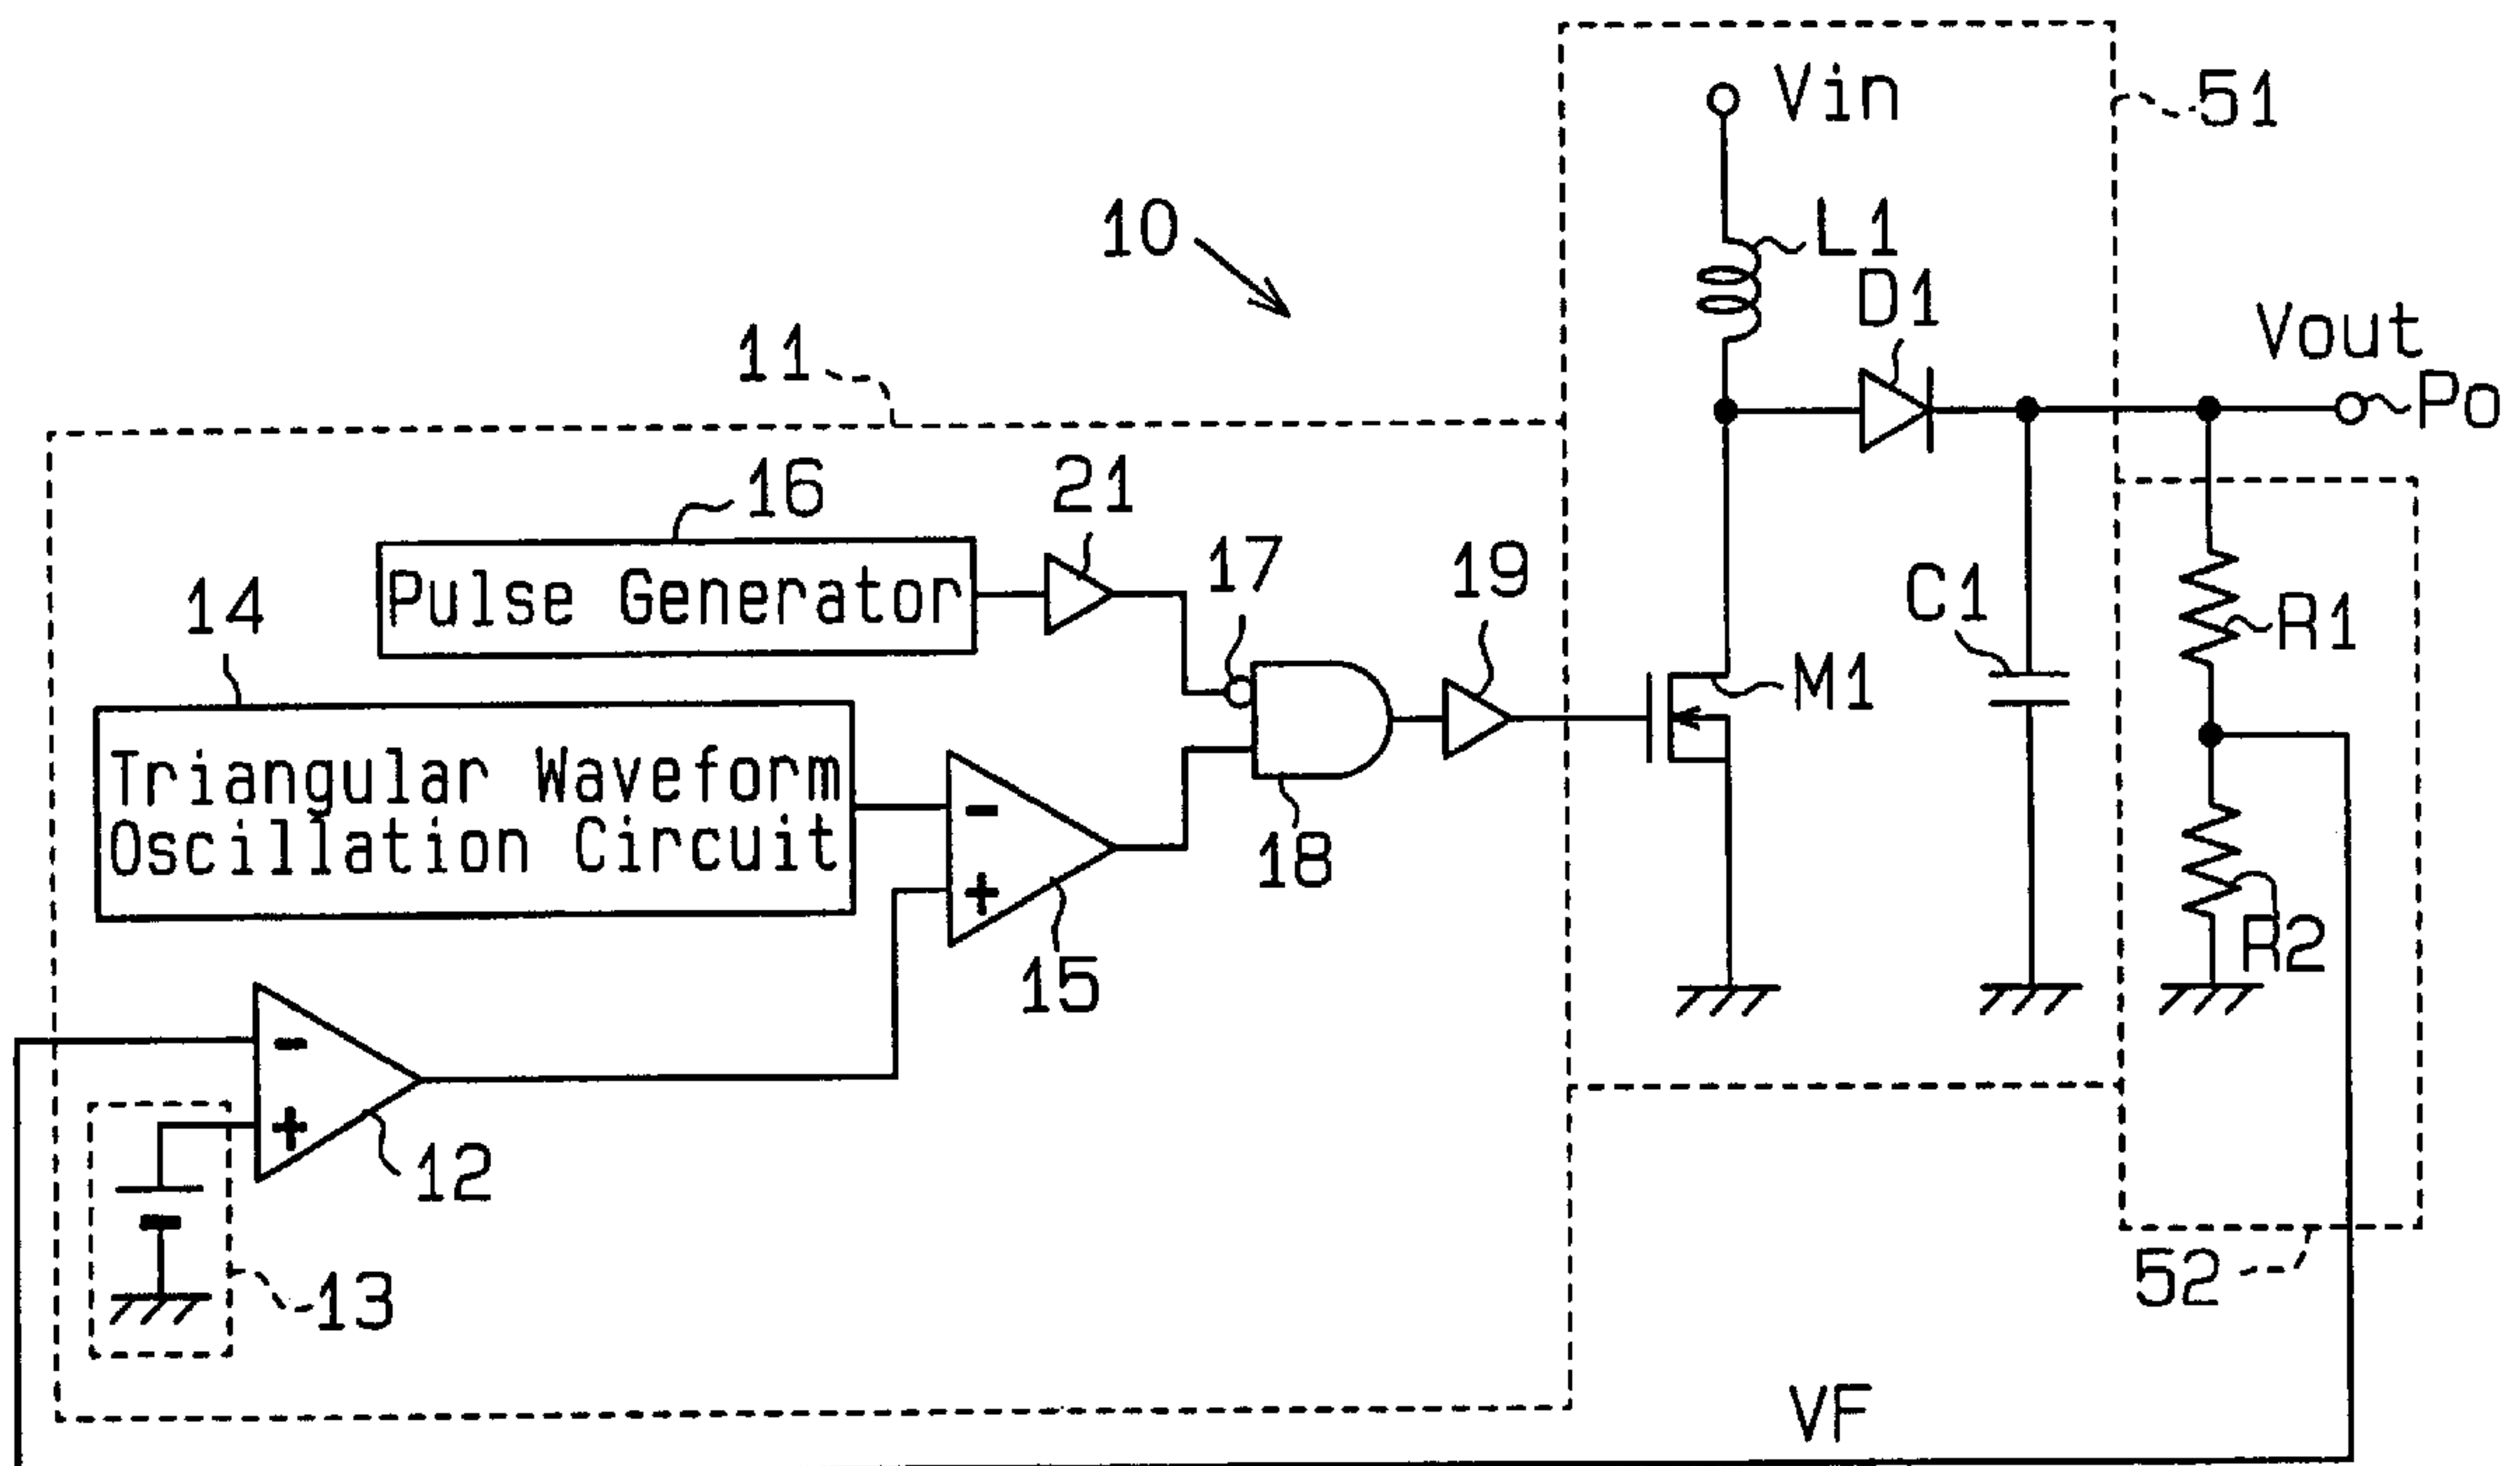 Vin
51
10
L1
D1
Vout
Po
11
16
21
17
19
Pulse Generator
14
C1
R1
M1
Triangular Waveform
Oscillation Circuit
-
+
18
15
R2
-
+
12
13
52
VF